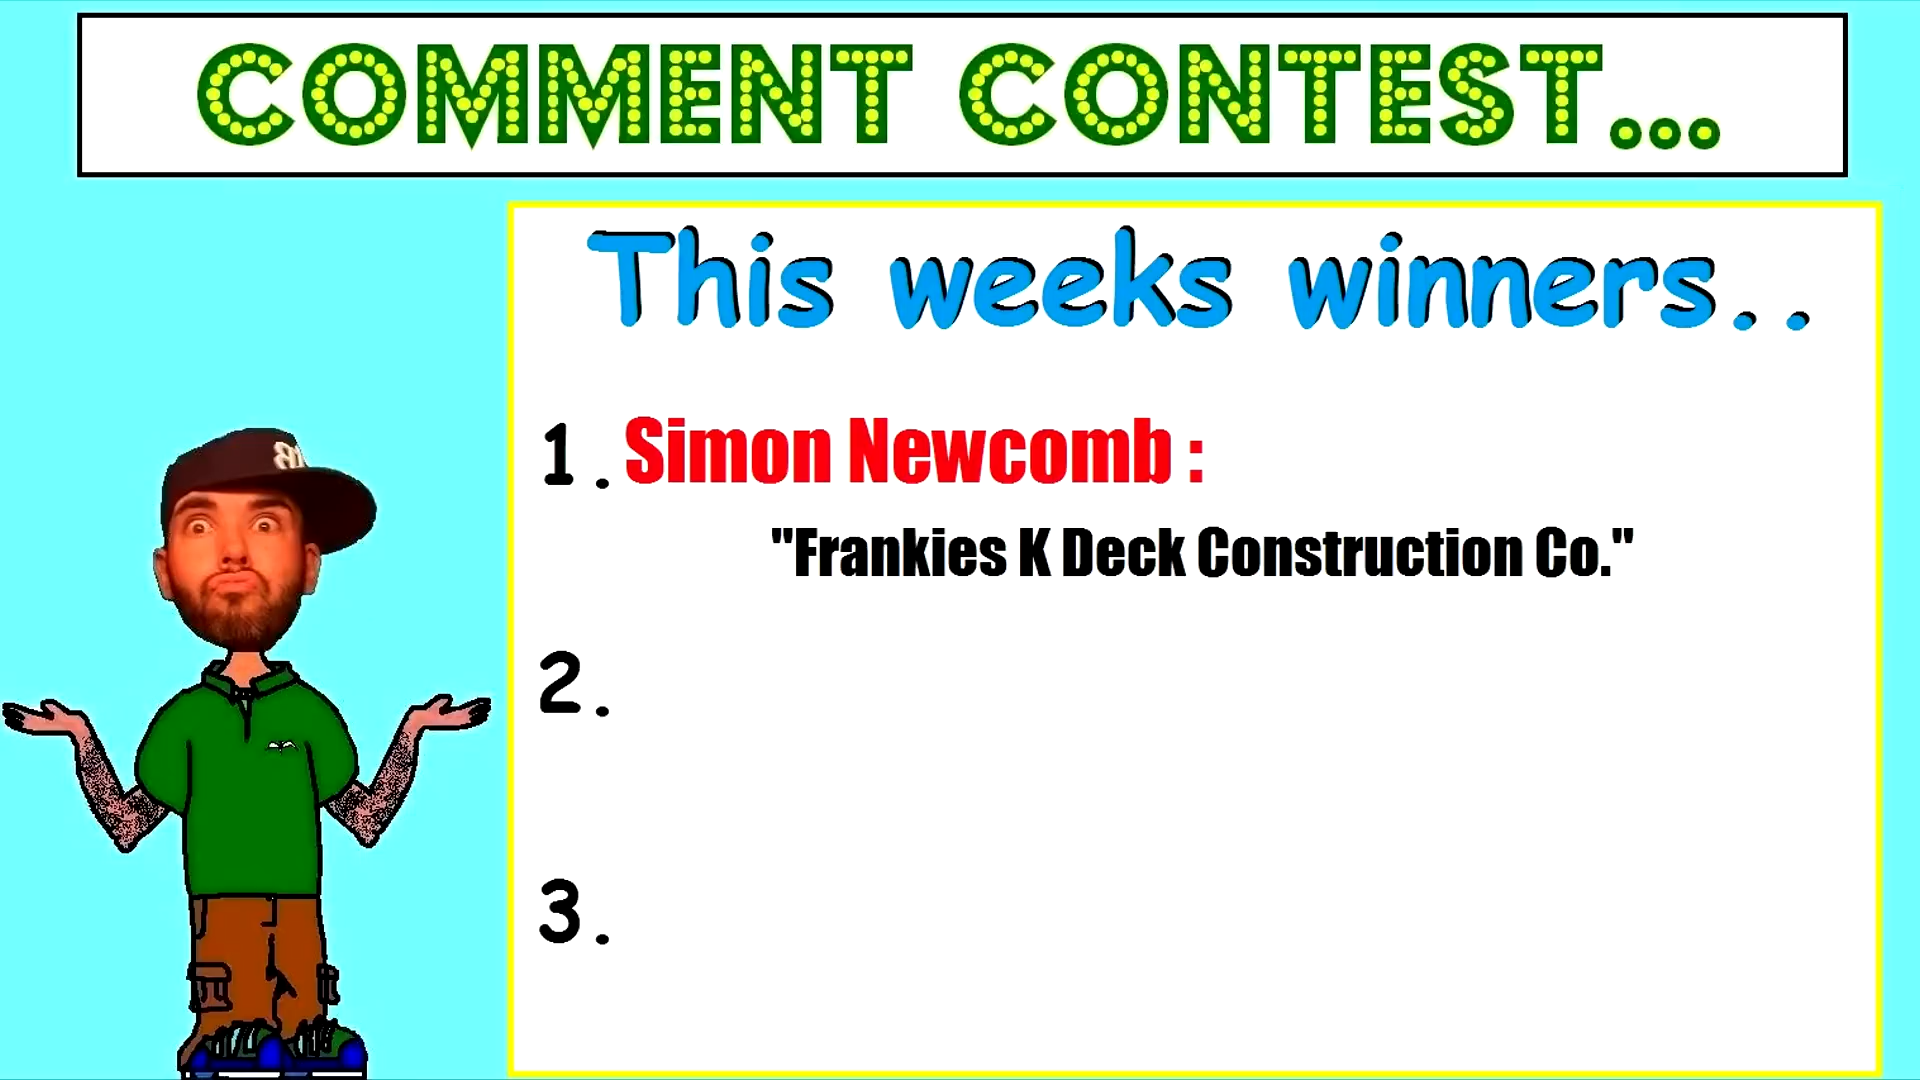 COMMENT CONTEST...
This weeks winners..
1. Simon Newcomb :
"Frankies K Deck Construction Co."
2.
3.